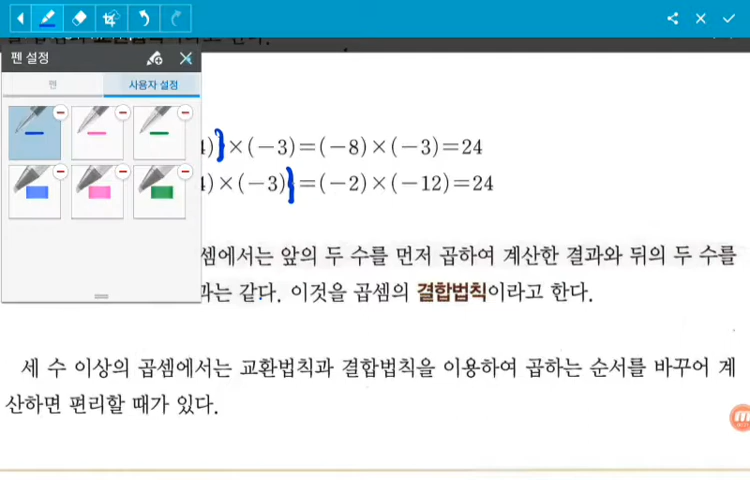 펜 설정
펜 사용자 설정
4)}×(−3)=(−8)×(−3)=24
4)×(−3)}=(−2)×(−12)=24
셈에서는 앞의 두 수를 먼저 곱하여 계산한 결과와 뒤의 두 수를
과는 같다. 이것을 곱셈의 결합법칙이라고 한다.
세 수 이상의 곱셈에서는 교환법칙과 결합법칙을 이용하여 곱하는 순서를 바꾸어 계
산하면 편리할 때가 있다.